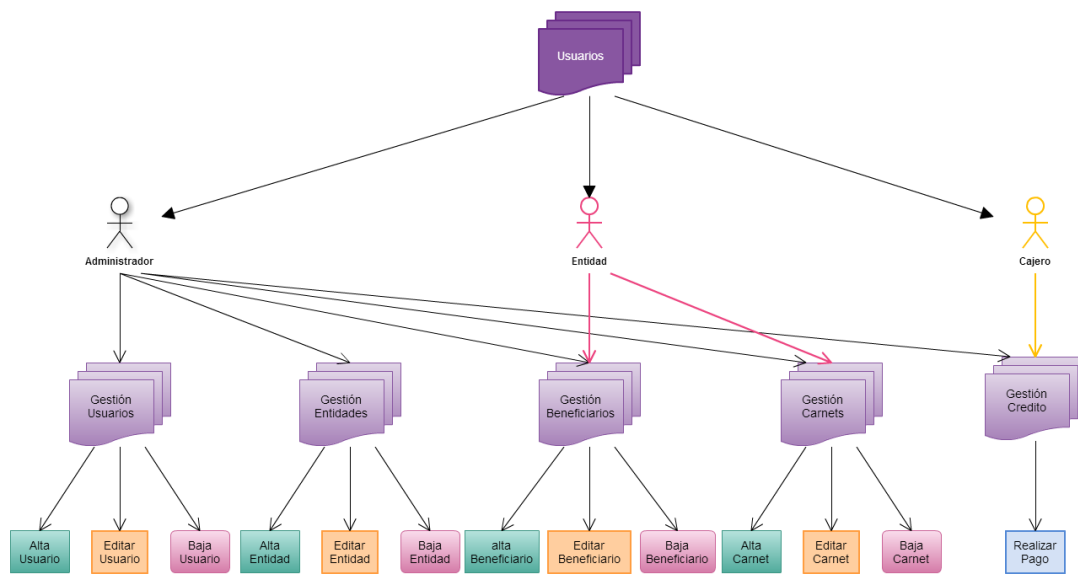 Usuarios
Administrador
Entidad
Cajero
Gestión
Usuarios
Gestión
Entidades
Gestión
Beneficiarios
Gestión
Carnets
Gestión
Credito
Alta
Usuario
Editar
Usuario
Baja
Usuario
Alta
Entidad
Editar
Entidad
Baja
Entidad
alta
Beneficiario
Editar
Beneficiario
Baja
Beneficiario
Alta
Carnet
Editar
Carnet
Baja
Carnet
Realizar
Pago